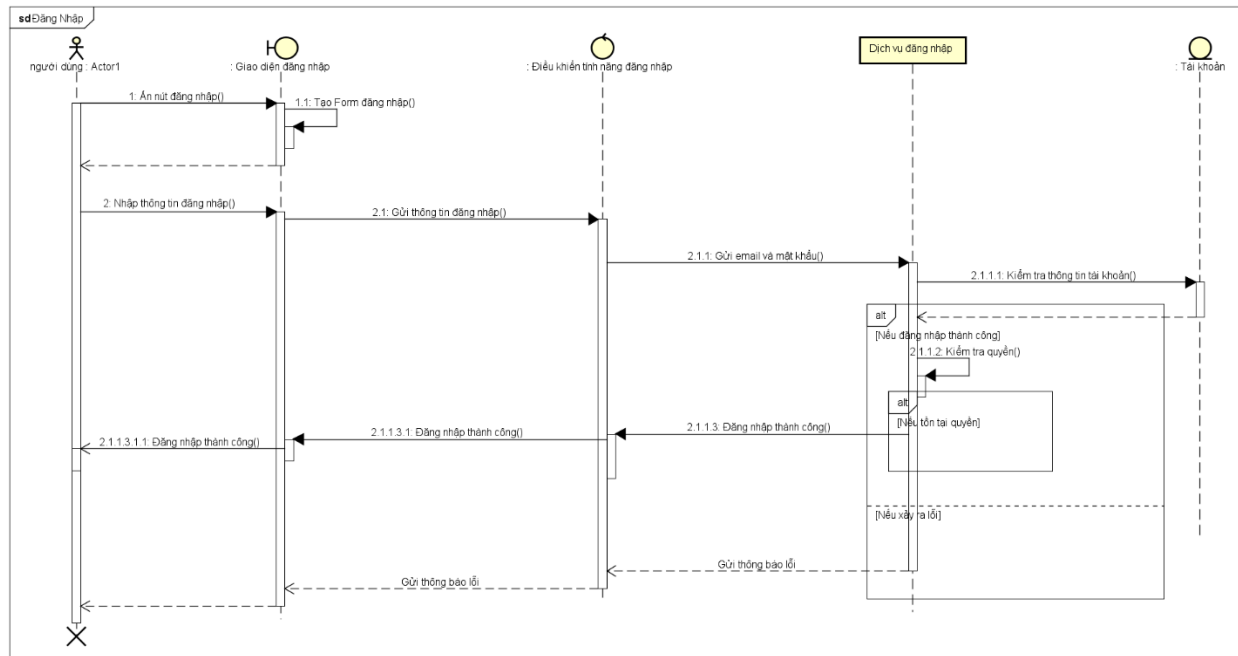 sd Đăng Nhập
người dùng : Actor1
: Giao diện đăng nhập
: Điều khiển tính năng đăng nhập
Dịch vụ đăng nhập
: Tài khoản
1: Ấn nút đăng nhập()
1.1: Tạo Form đăng nhập()
2: Nhập thông tin đăng nhập()
2.1: Gửi thông tin đăng nhập()
2.1.1: Gửi email và mật khẩu()
2.1.1.1: Kiểm tra thông tin tài khoản()
alt
[Nếu đăng nhập thành công]
2.1.1.2: Kiểm tra quyền()
alt
[Nếu tồn tại quyền]
2.1.1.3.1.1: Đăng nhập thành công()
2.1.1.3.1: Đăng nhập thành công()
2.1.1.3: Đăng nhập thành công()
[Nếu xảy ra lỗi]
Gửi thông báo lỗi
Gửi thông báo lỗi